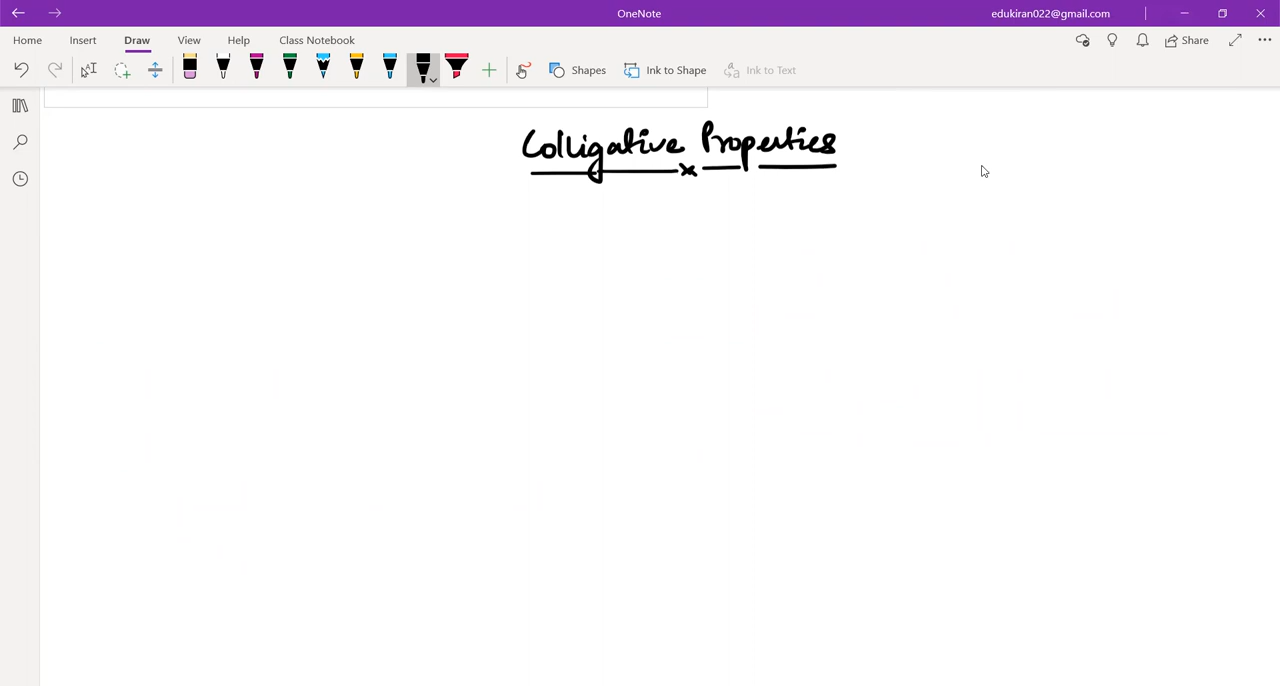 OneNote
edukiran022@gmail.com
Home Insert Draw View Help Class Notebook
Share
Shapes Ink to Shape Ink to Text
Colligative Properties